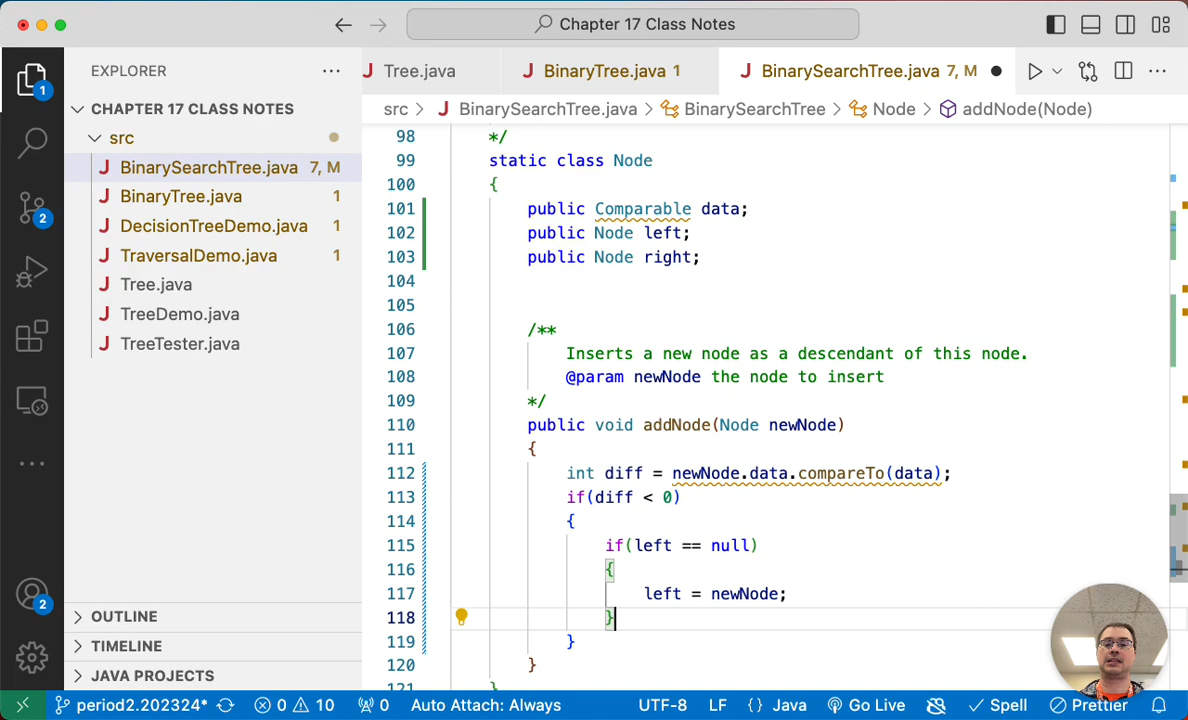 Chapter 17 Class Notes
EXPLORER
CHAPTER 17 CLASS NOTES
src
BinarySearchTree.java 7, M
BinaryTree.java 1
DecisionTreeDemo.java 1
TraversalDemo.java 1
Tree.java
TreeDemo.java
TreeTester.java
OUTLINE
TIMELINE
JAVA PROJECTS
1
2
2
Tree.java
BinaryTree.java 1
BinarySearchTree.java 7, M
src > BinarySearchTree.java > BinarySearchTree > Node > addNode(Node)
98 */
99 static class Node
100 {
101 public Comparable data;
102 public Node left;
103 public Node right;
104
105
106 /**
107 Inserts a new node as a descendant of this node.
108 @param newNode the node to insert
109 */
110 public void addNode(Node newNode)
111 {
112 int diff = newNode.data.compareTo(data);
113 if(diff < 0)
114 {
115 if(left == null)
116 {
117 left = newNode;
118 }
119 }
120 }
121 }
period2.202324* 0 10 0 Auto Attach: Always UTF-8 LF {} Java Go Live Spell Prettier